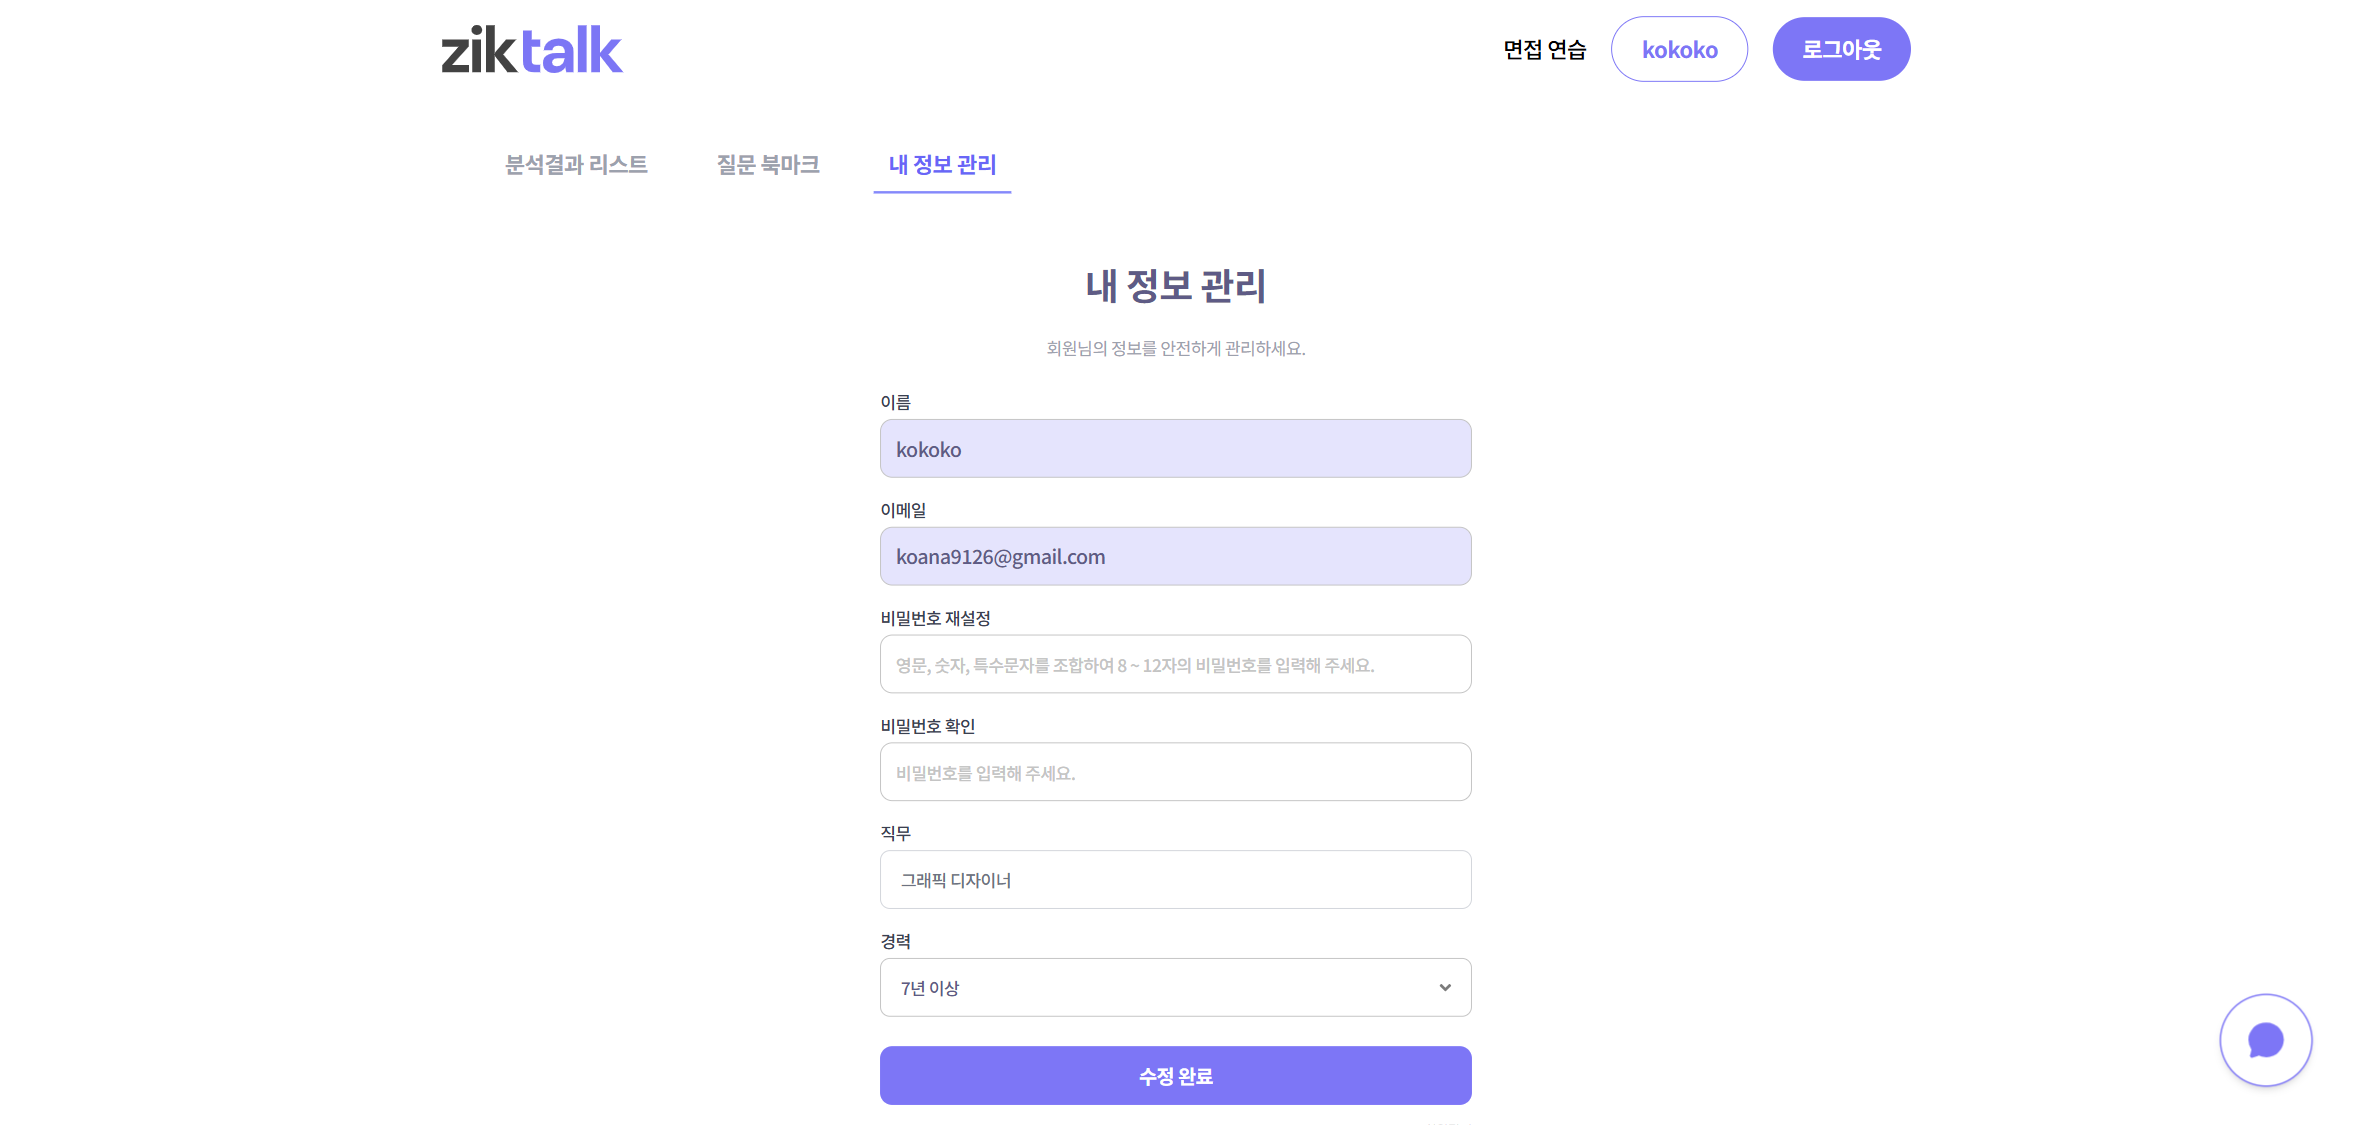 ziktalk
면접 연습
kokoko
로그아웃
분석결과 리스트
질문 북마크
내 정보 관리
내 정보 관리
회원님의 정보를 안전하게 관리하세요.
이름
kokoko
이메일
koana9126@gmail.com
비밀번호 재설정
영문, 숫자, 특수문자를 조합하여 8 ~ 12자의 비밀번호를 입력해 주세요.
비밀번호 확인
비밀번호를 입력해 주세요.
직무
그래픽 디자이너
경력
7년 이상
수정 완료